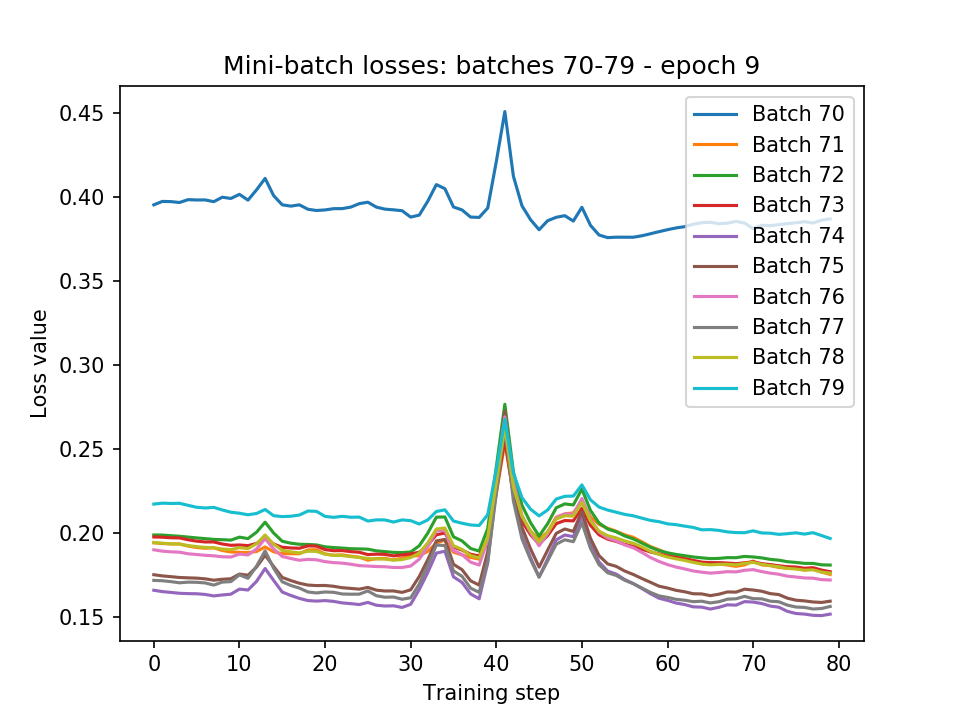 Mini-batch losses: batches 70-79 - epoch 9
0.45
0.40
0.35
0.30
0.25
0.20
0.15
Loss value
Batch 70
Batch 71
Batch 72
Batch 73
Batch 74
Batch 75
Batch 76
Batch 77
Batch 78
Batch 79
0 10 20 30 40 50 60 70 80
Training step